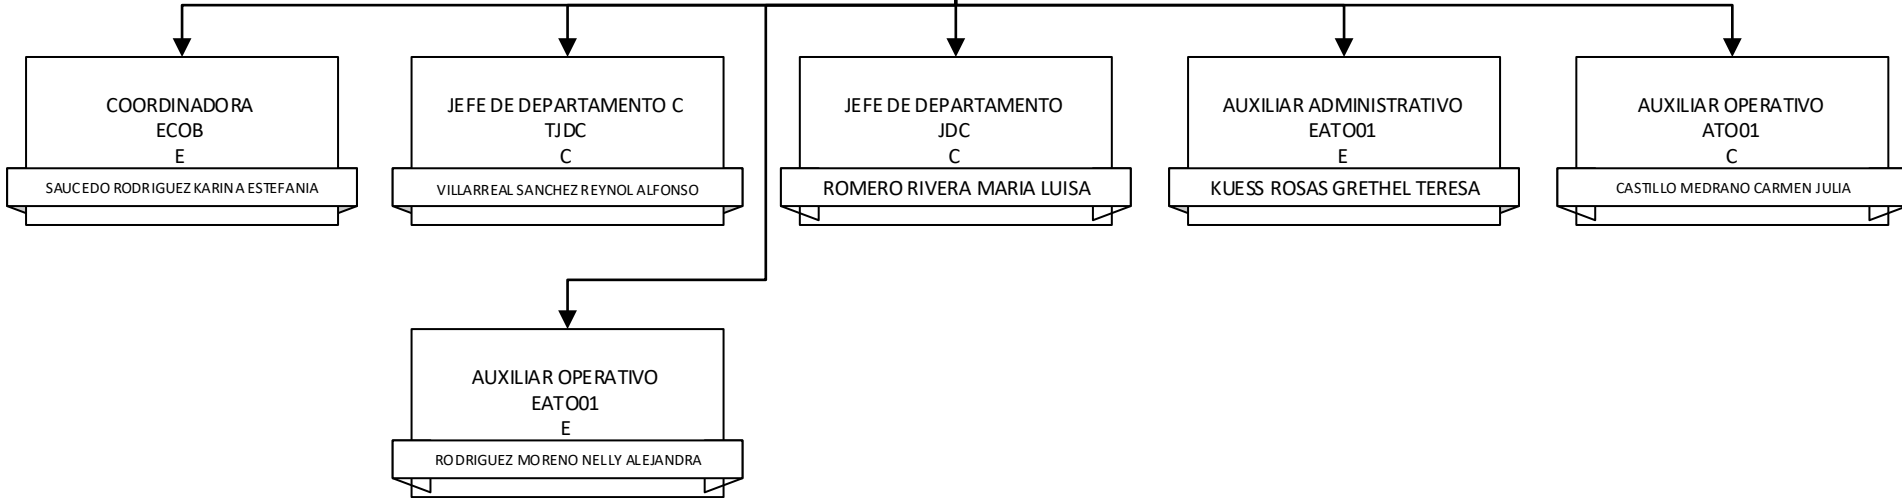 COORDINADORA
ECOB
E
SAUCEDO RODRIGUEZ KARINA ESTEFANIA
JEFE DE DEPARTAMENTO C
TJDC
C
VILLARREAL SANCHEZ REYNOL ALFONSO
JEFE DE DEPARTAMENTO
JDC
C
ROMERO RIVERA MARIA LUISA
AUXILIAR ADMINISTRATIVO
EATO01
E
KUESS ROSAS GRETHEL TERESA
AUXILIAR OPERATIVO
ATO01
C
CASTILLO MEDRANO CARMEN JULIA
AUXILIAR OPERATIVO
EATO01
E
RODRIGUEZ MORENO NELLY ALEJANDRA